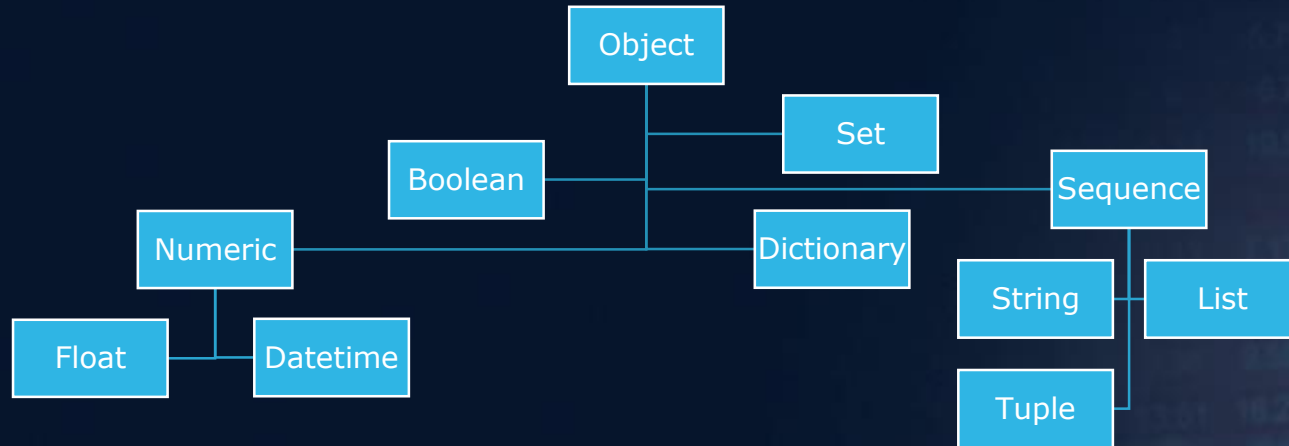 Object
Set
Boolean
Sequence
Numeric
Dictionary
String
List
Float
Datetime
Tuple